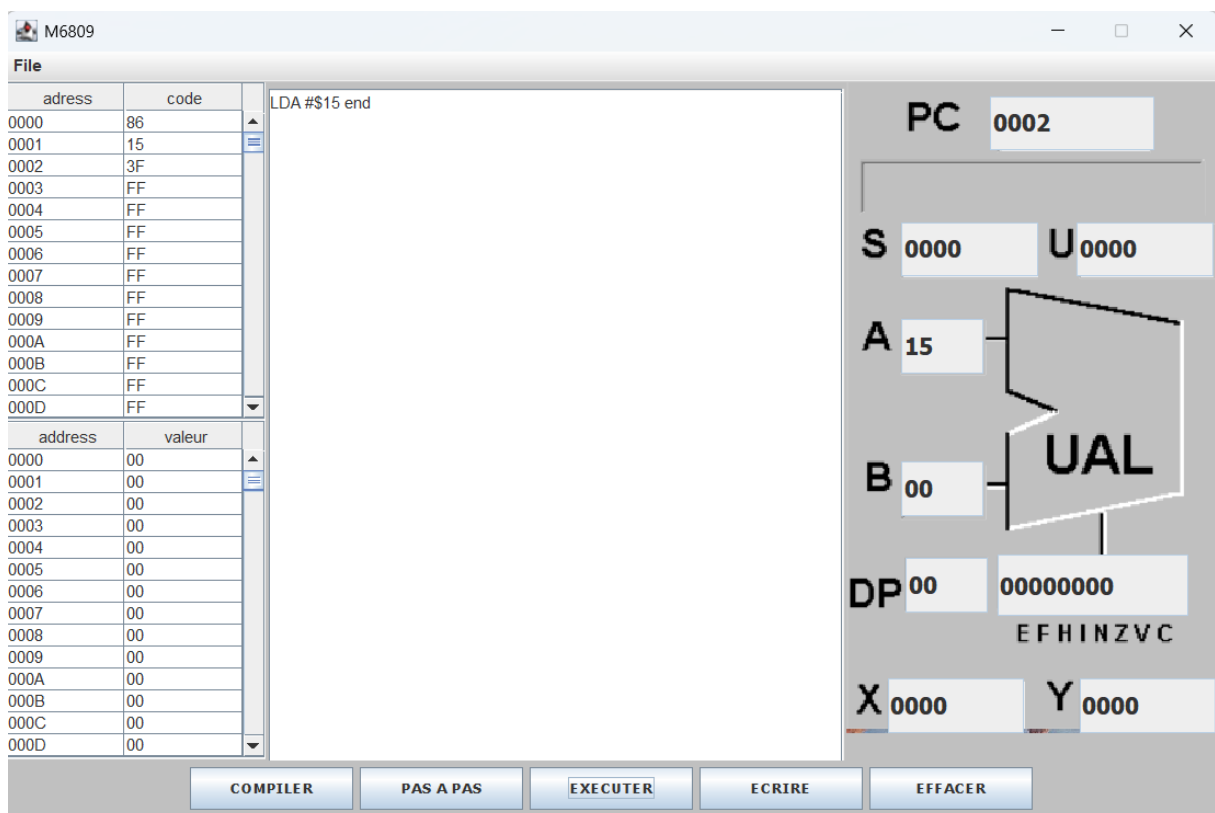 M6809
File
adress code
0000 86
0001 15
0002 3F
0003 FF
0004 FF
0005 FF
0006 FF
0007 FF
0008 FF
0009 FF
000A FF
000B FF
000C FF
000D FF
address valeur
0000 00
0001 00
0002 00
0003 00
0004 00
0005 00
0006 00
0007 00
0008 00
0009 00
000A 00
000B 00
000C 00
000D 00
LDA #$15 end
PC 0002
S 0000 U 0000
A 15
UAL
B 00
DP 00 00000000
E F H I N Z V C
X 0000 Y 0000
COMPILER PAS A PAS EXECUTER ECRIRE EFFACER